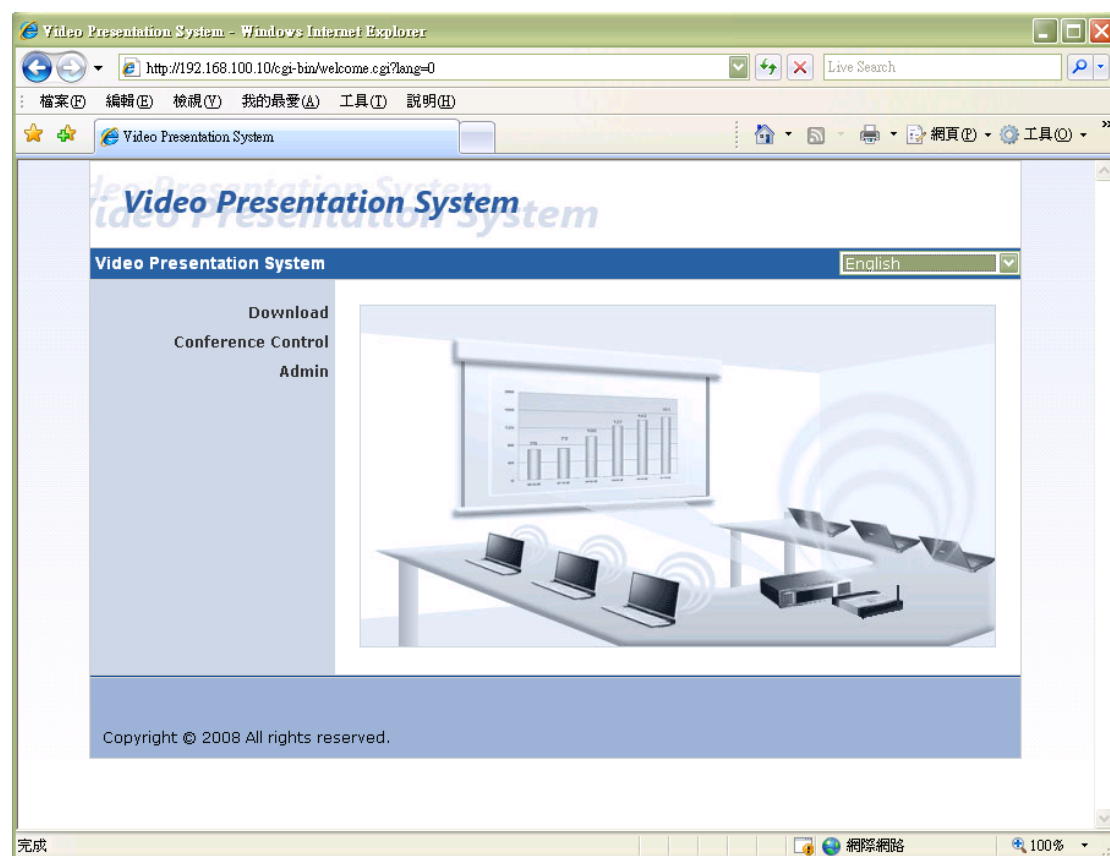 Video Presentation System - Windows Internet Explorer
http://192.168.100.10/cgi-bin/welcome.cgi?lang=0
Live Search
檔案(F) 編輯(E) 檢視(V) 我的最愛(A) 工具(T) 說明(H)
Video Presentation System
網頁(P) 工具(O)
Video Presentation System
Video Presentation System
English
Download
Conference Control
Admin
Copyright © 2008 All rights reserved.
完成
網際網路
100%